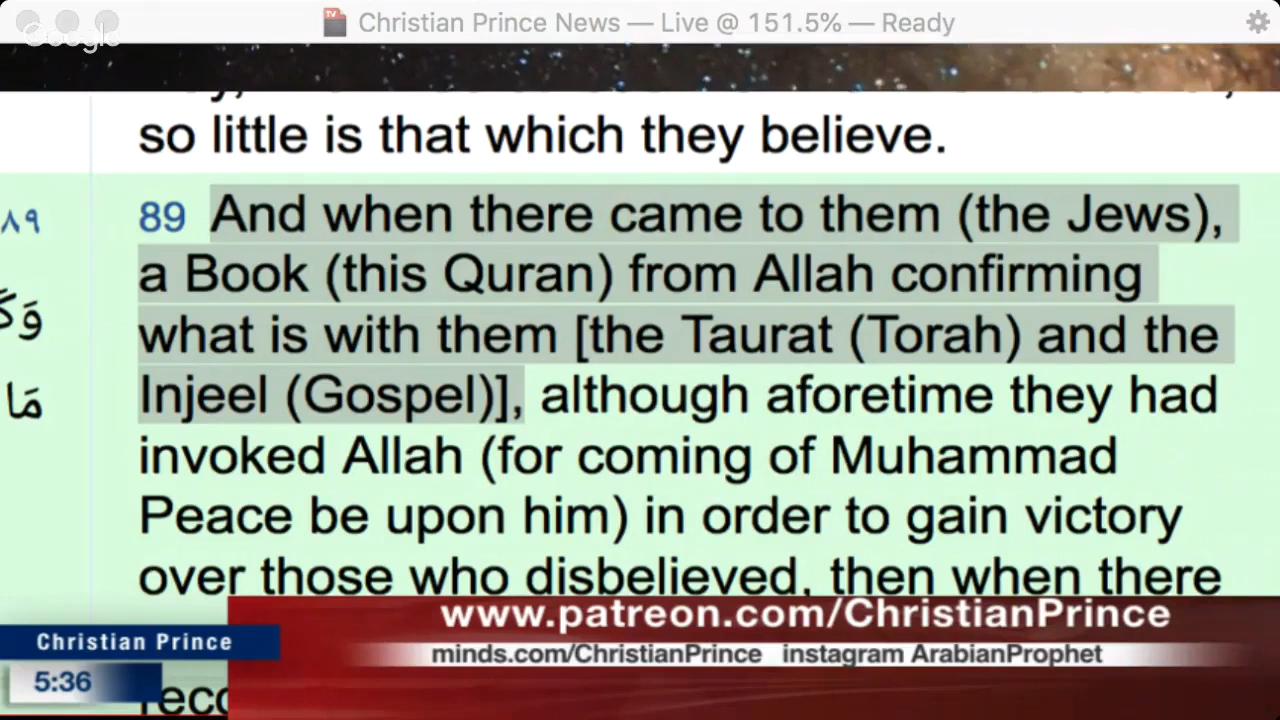 Google
Christian Prince News — Live @ 151.5% — Ready
so little is that which they believe.
٨٩
89 And when there came to them (the Jews),
a Book (this Quran) from Allah confirming
what is with them [the Taurat (Torah) and the
Injeel (Gospel)], although aforetime they had
مَا
invoked Allah (for coming of Muhammad
Peace be upon him) in order to gain victory
over those who disbelieved, then when there
www.patreon.com/ChristianPrince
Christian Prince
minds.com/ChristianPrince instagram ArabianProphet
5:36